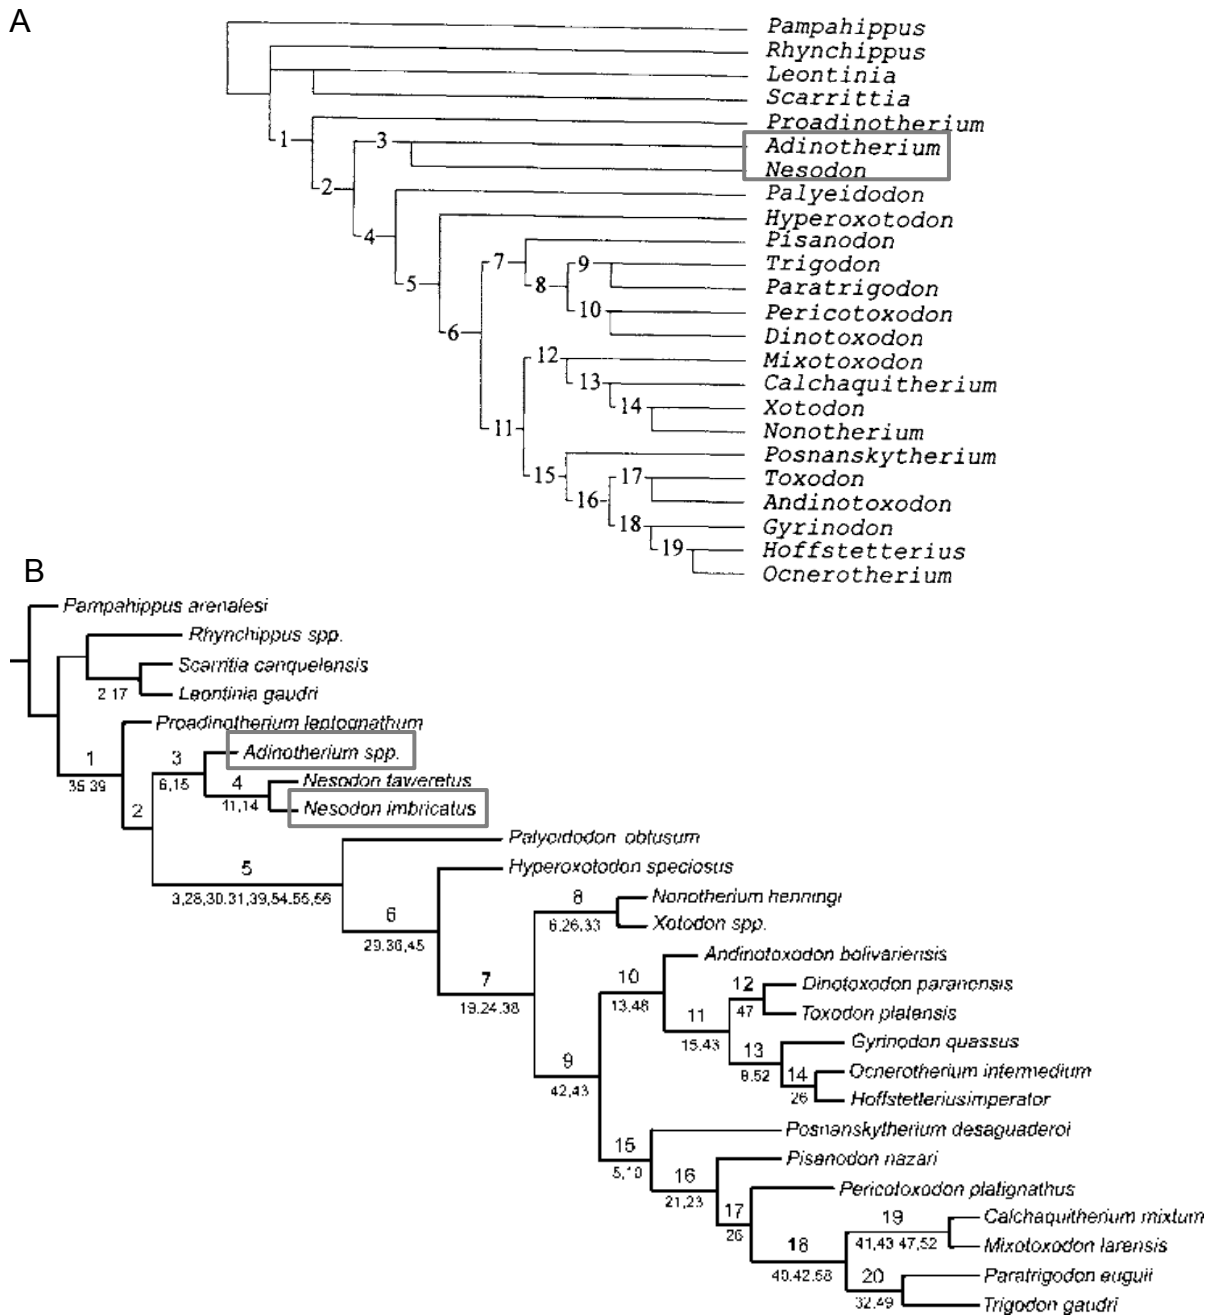 A
Pampahippus
Rhynchippus
Leontinia
Scarrittia
Proadinotherium
1
3
Adinotherium
Nesodon
2
Palyeidodon
4
Hyperoxotodon
Pisanodon
7
9
Trigodon
5
8
Paratrigodon
10
Pericotoxodon
6
Dinotoxodon
12
Mixotoxodon
13
Calchaquitherium
14
Xotodon
11
Nonotherium
Posnanskytherium
15
17
Toxodon
16
Andinotoxodon
18
Gyrinodon
19
Hoffstetterius
Ocnerotherium
B
Pampahippus arenalesi
Rhynchippus spp.
Scarritia canquelensis
2 17
Leontinia gaudri
Proadinotherium leptognathum
1
3
Adinotherium spp.
35 39
6,15
4
Nesodon taweretus
11,14
Nesodon imbricatus
2
Palyeidodon obtusum
5
Hyperoxotodon speciosus
3,28,30.31,39,54.55,56
8
Nonotherium henningi
6
6.26,33
Xotodon spp.
29.36,45
Andinotoxodon bolivariensis
7
10
12
Dinotoxodon paranensis
19.24.38
13,48
47
Toxodon platensis
11
Gyrinodon quassus
15,43
13
9
8.52
14
Ocnerotherium intermedium
42,43
26
Hoffstetteriusimperator
Posnanskytherium desaguaderoi
15
Pisanodon nazari
5,10
16
Pericotoxodon platignathus
21,23
17
19
Calchaquitherium mixtum
26
18
41,43 47,52
Mixotoxodon larensis
40.42.58
20
Paratrigodon euguii
32.49
Trigodon gaudri